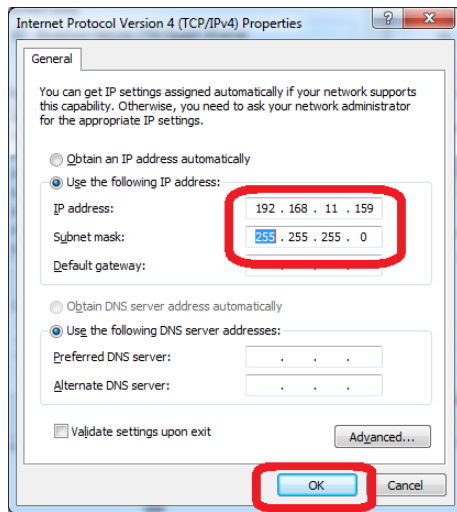 Internet Protocol Version 4 (TCP/IPv4) Properties
General
You can get IP settings assigned automatically if your network supports
this capability. Otherwise, you need to ask your network administrator
for the appropriate IP settings.
Obtain an IP address automatically
Use the following IP address:
IP address: 192 . 168 . 11 . 159
Subnet mask: 255 . 255 . 255 . 0
Default gateway: . . .
Obtain DNS server address automatically
Use the following DNS server addresses:
Preferred DNS server: . . .
Alternate DNS server: . . .
Validate settings upon exit
Advanced...
OK Cancel